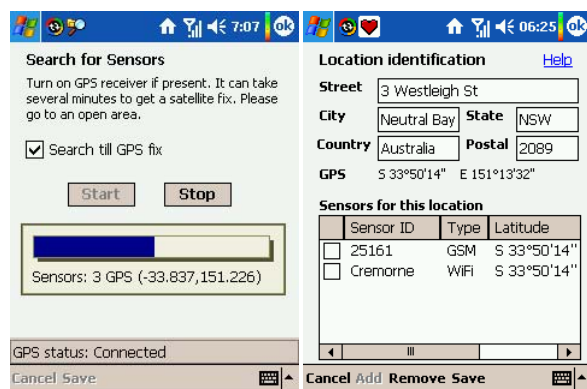 7:07 ok
Search for Sensors
Turn on GPS receiver if present. It can take
several minutes to get a satellite fix. Please
go to an open area.
Search till GPS fix
Start Stop
Sensors: 3 GPS (-33.837,151.226)
GPS status: Connected
Cancel Save
06:25 ok
Location identification Help
Street 3 Westleigh St
City Neutral Bay State NSW
Country Australia Postal 2089
GPS S 33°50'14" E 151°13'32"
Sensors for this location
Sensor ID Type Latitude
25161 GSM S 33°50'14"
Cremorne WiFi S 33°50'14"
Cancel Add Remove Save